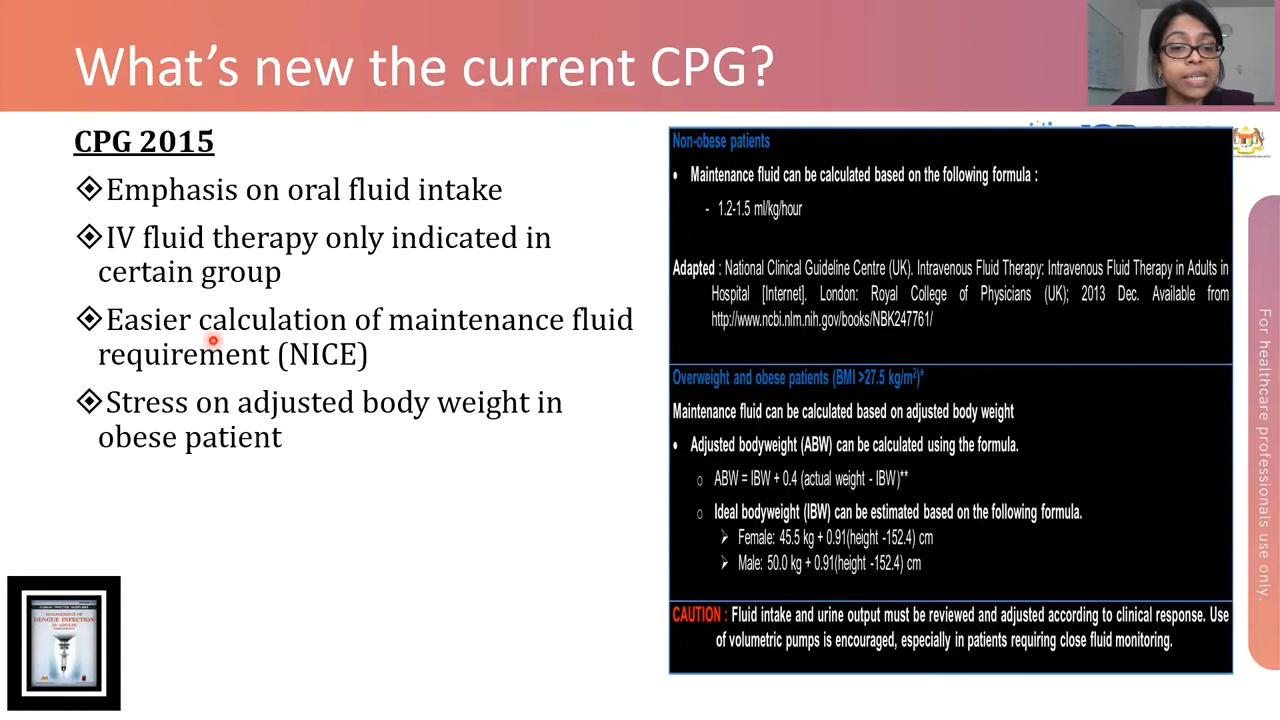 What’s new the current CPG?
CPG 2015
Emphasis on oral fluid intake
IV fluid therapy only indicated in
certain group
Easier calculation of maintenance fluid
requirement (NICE)
Stress on adjusted body weight in
obese patient
Non-obese patients
• Maintenance fluid can be calculated based on the following formula :
- 1.2-1.5 ml/kg/hour
Adapted : National Clinical Guideline Centre (UK). Intravenous Fluid Therapy: Intravenous Fluid Therapy in Adults in
Hospital [Internet]. London: Royal College of Physicians (UK); 2013 Dec. Available from
http://www.ncbi.nlm.nih.gov/books/NBK247761/
Overweight and obese patients (BMI >27.5 kg/m²)*
Maintenance fluid can be calculated based on adjusted body weight
• Adjusted bodyweight (ABW) can be calculated using the formula.
○ ABW = IBW + 0.4 (actual weight - IBW)**
○ Ideal bodyweight (IBW) can be estimated based on the following formula.
➢ Female: 45.5 kg + 0.91(height -152.4) cm
➢ Male: 50.0 kg + 0.91(height -152.4) cm
CAUTION : Fluid intake and urine output must be reviewed and adjusted according to clinical response. Use
of volumetric pumps is encouraged, especially in patients requiring close fluid monitoring.
For healthcare professionals use only.
MANAGEMENT OF
DENGUE INFECTION
IN ADULTS